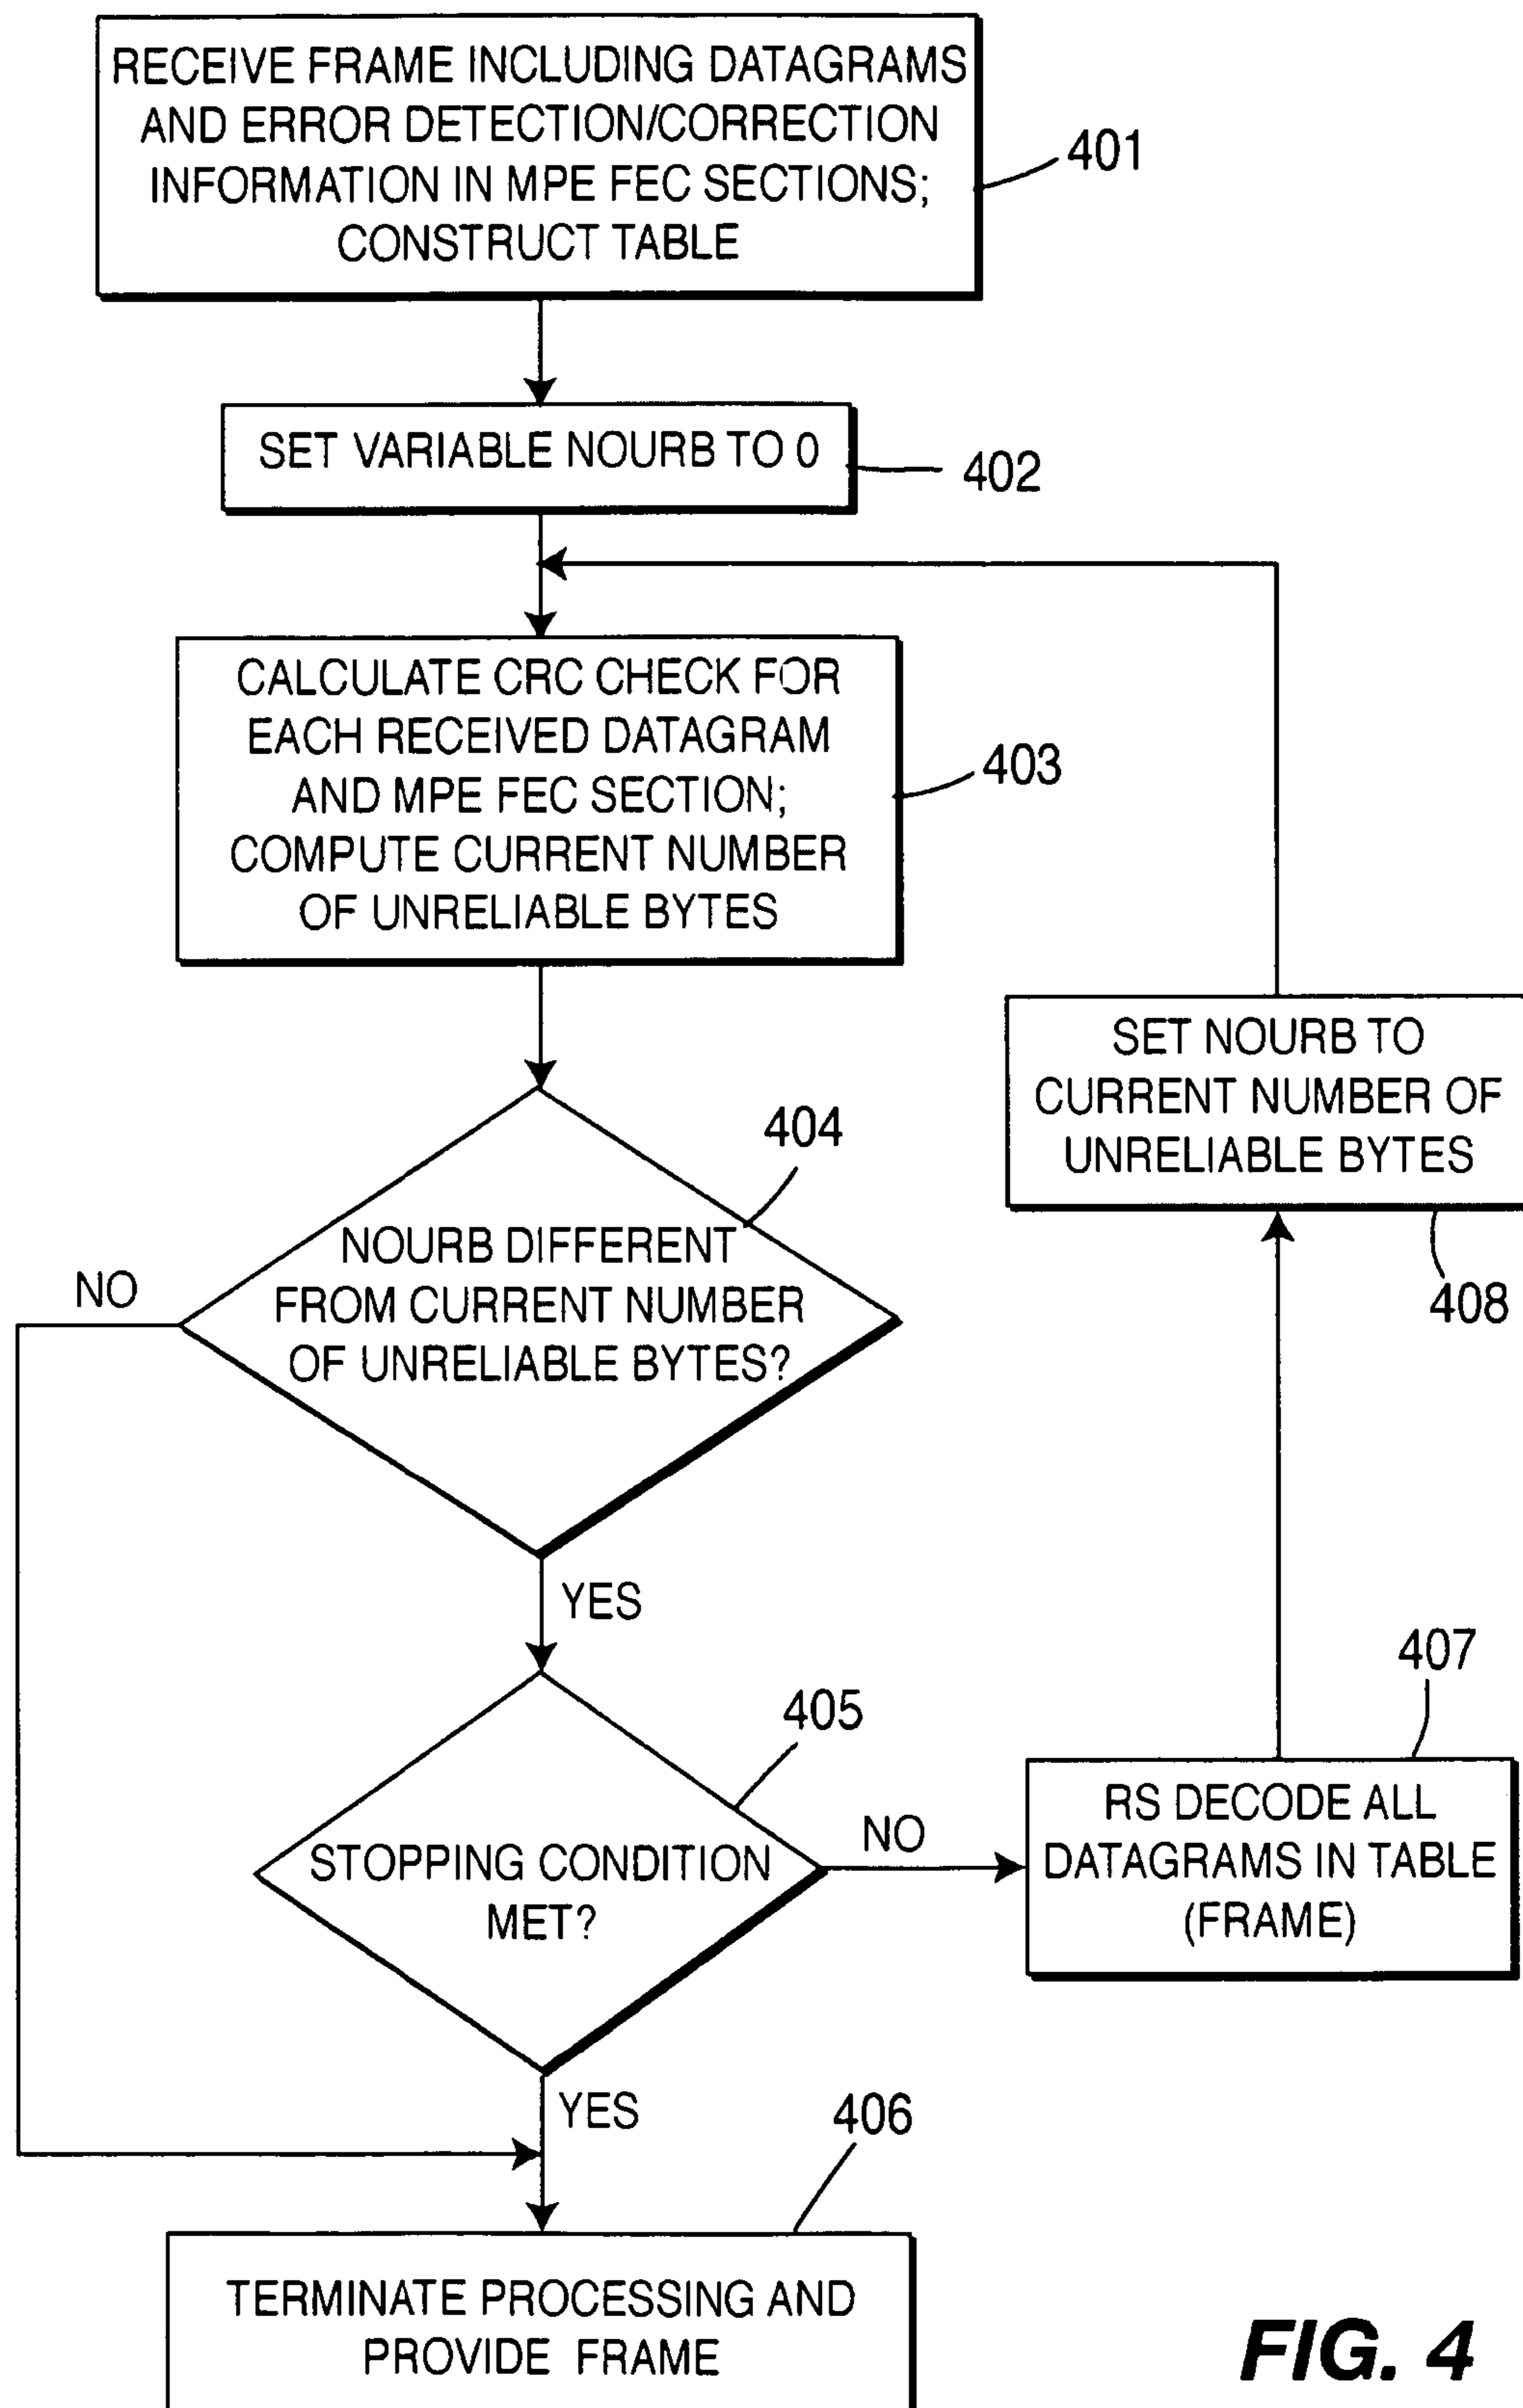 RECEIVE FRAME INCLUDING DATAGRAMS
AND ERROR DETECTION/CORRECTION
INFORMATION IN MPE FEC SECTIONS;
CONSTRUCT TABLE
401
SET VARIABLE NOURB TO 0
402
CALCULATE CRC CHECK FOR
EACH RECEIVED DATAGRAM
AND MPE FEC SECTION;
COMPUTE CURRENT NUMBER
OF UNRELIABLE BYTES
403
SET NOURB TO
CURRENT NUMBER OF
UNRELIABLE BYTES
408
404
NOURB DIFFERENT
FROM CURRENT NUMBER
OF UNRELIABLE BYTES?
NO
YES
405
STOPPING CONDITION
MET?
NO
407
RS DECODE ALL
DATAGRAMS IN TABLE
(FRAME)
YES
406
TERMINATE PROCESSING AND
PROVIDE FRAME
FIG. 4